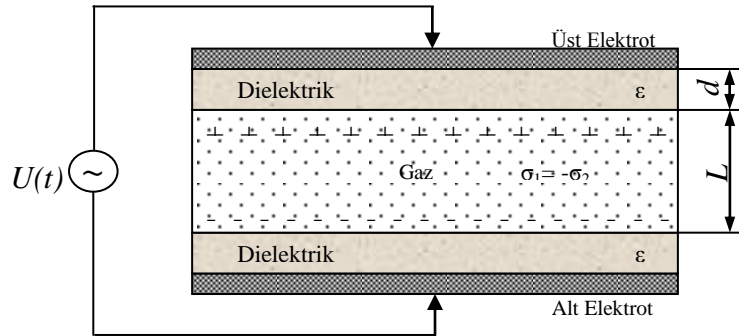 Üst Elektrot
Dielektrik ε
d
U(t) ~
Gaz σ₁= -σ₂
L
Dielektrik ε
Alt Elektrot